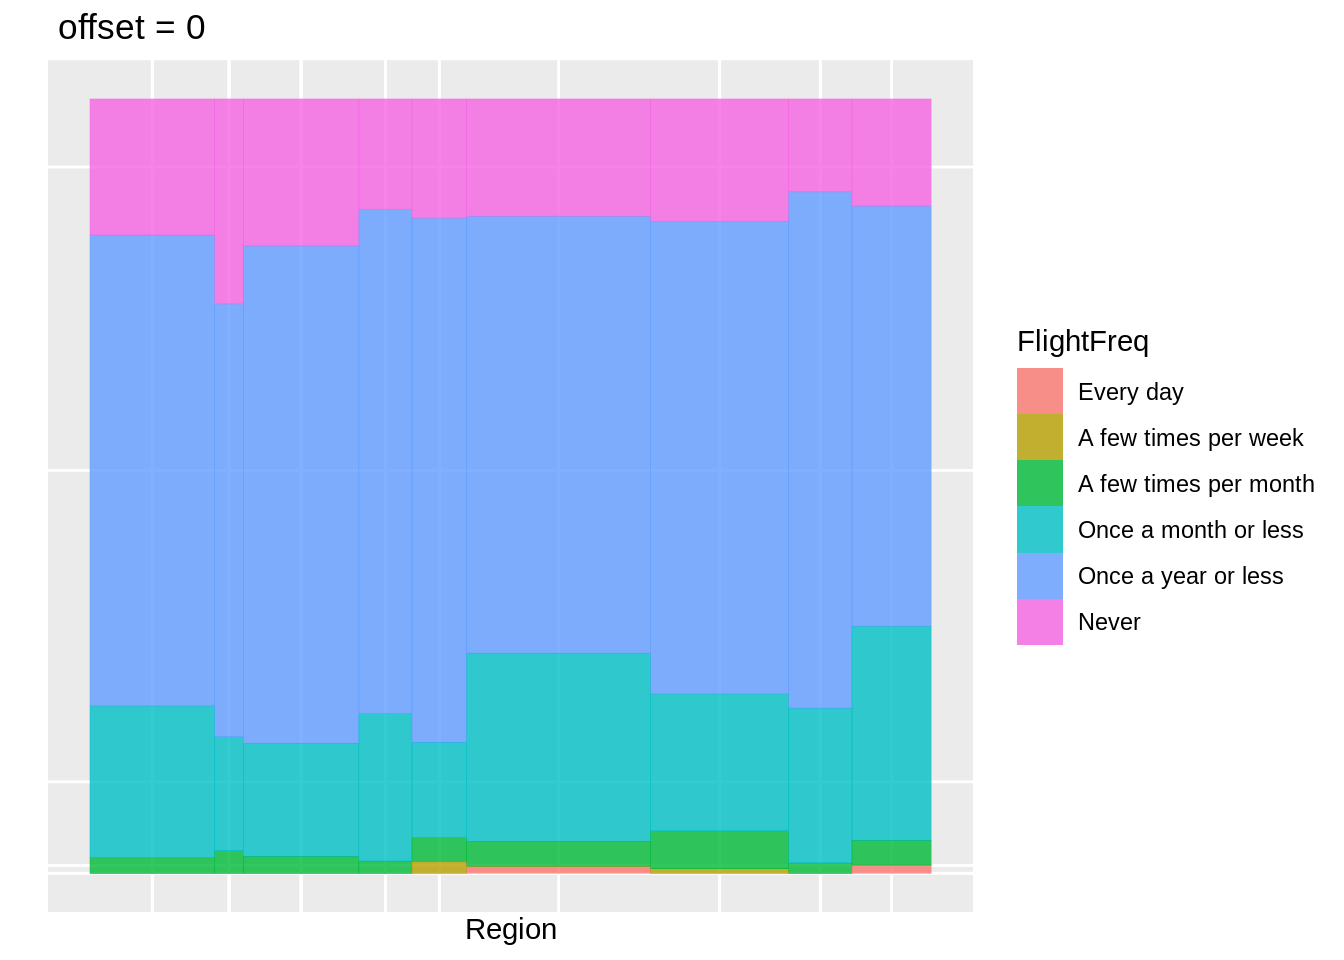 offset = 0
FlightFreq
Every day
A few times per week
A few times per month
Once a month or less
Once a year or less
Never
Region